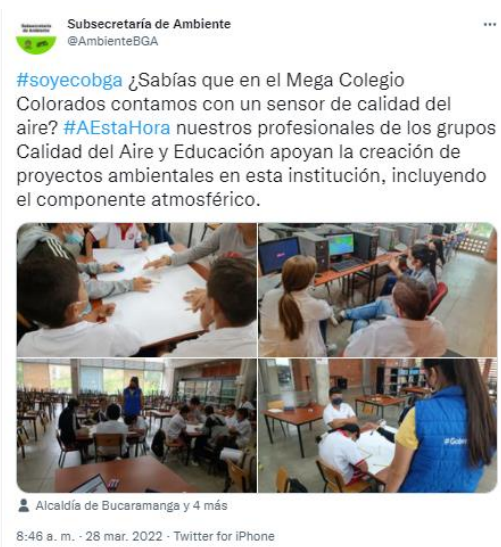 Subsecretaría de Ambiente
@AmbienteBGA
#soyecobga ¿Sabías que en el Mega Colegio
Colorados contamos con un sensor de calidad del
aire? #AEstaHora nuestros profesionales de los grupos
Calidad del Aire y Educación apoyan la creación de
proyectos ambientales en esta institución, incluyendo
el componente atmosférico.
Alcaldía de Bucaramanga y 4 más
8:46 a. m. · 28 mar. 2022 · Twitter for iPhone